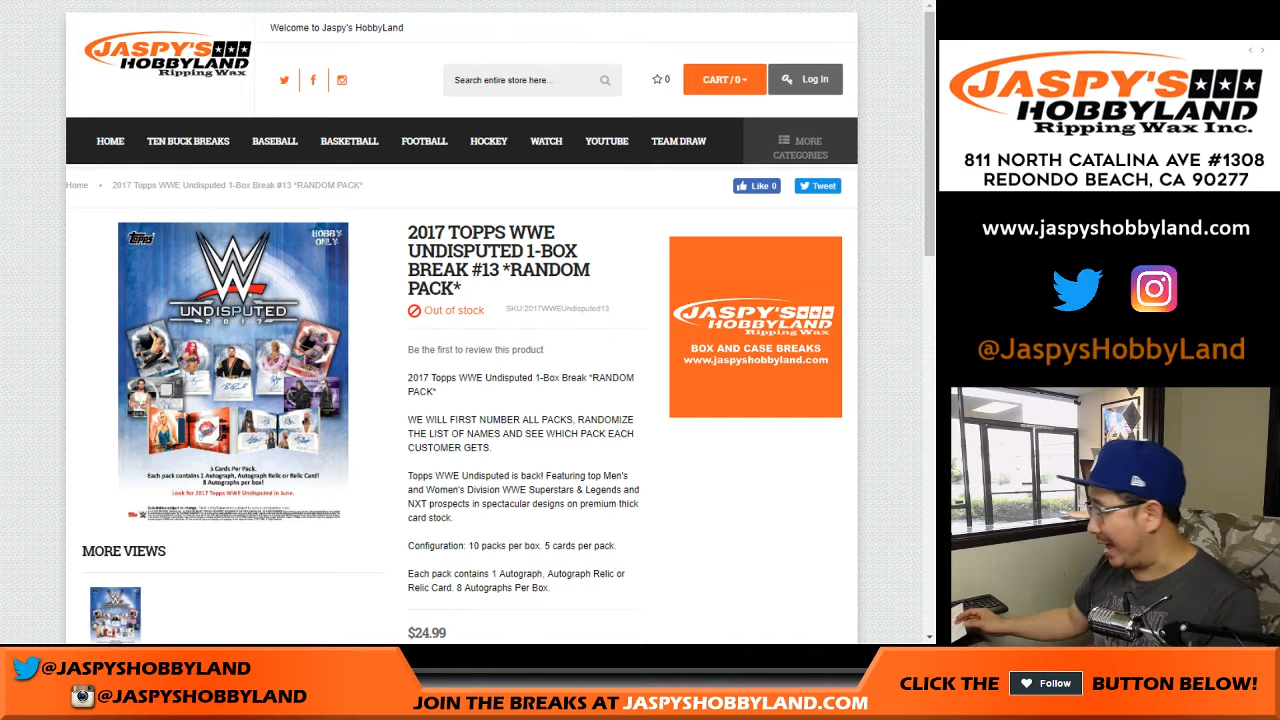 Welcome to Jaspy's HobbyLand
JASPY'S
HOBBYLAND
Ripping Wax
Search entire store here...
0
CART / 0
Log In
HOME
TEN BUCK BREAKS
BASEBALL
BASKETBALL
FOOTBALL
HOCKEY
WATCH
YOUTUBE
TEAM DRAW
MORE
CATEGORIES
Home • 2017 Topps WWE Undisputed 1-Box Break #13 *RANDOM PACK*
Like 0
Tweet
Topps
HOBBY
ONLY
W
UNDISPUTED
2017
5 Cards Per Pack.
Each pack contains 1 Autograph, Autograph Relic or Relic Card!
8 Autographs per box!
Look for 2017 Topps WWE Undisputed in June.
MORE VIEWS
2017 TOPPS WWE
UNDISPUTED 1-BOX
BREAK #13 *RANDOM
PACK*
Out of stock
SKU:2017WWEUndisputed13
Be the first to review this product
2017 Topps WWE Undisputed 1-Box Break *RANDOM
PACK*
WE WILL FIRST NUMBER ALL PACKS, RANDOMIZE
THE LIST OF NAMES AND SEE WHICH PACK EACH
CUSTOMER GETS.
Topps WWE Undisputed is back! Featuring top Men's
and Women's Division WWE Superstars & Legends and
NXT prospects in spectacular designs on premium thick
card stock.
Configuration: 10 packs per box. 5 cards per pack.
Each pack contains 1 Autograph, Autograph Relic or
Relic Card. 8 Autographs Per Box.
$24.99
JASPY'S
HOBBYLAND
Ripping Wax
BOX AND CASE BREAKS
www.jaspyshobbyland.com
JASPY'S
HOBBYLAND
Ripping Wax Inc.
811 NORTH CATALINA AVE #1308
REDONDO BEACH, CA 90277
www.jaspyshobbyland.com
@JaspysHobbyLand
@JASPYSHOBBYLAND
@JASPYSHOBBYLAND
JOIN THE BREAKS AT JASPYSHOBBYLAND.COM
CLICK THE
Follow
BUTTON BELOW!